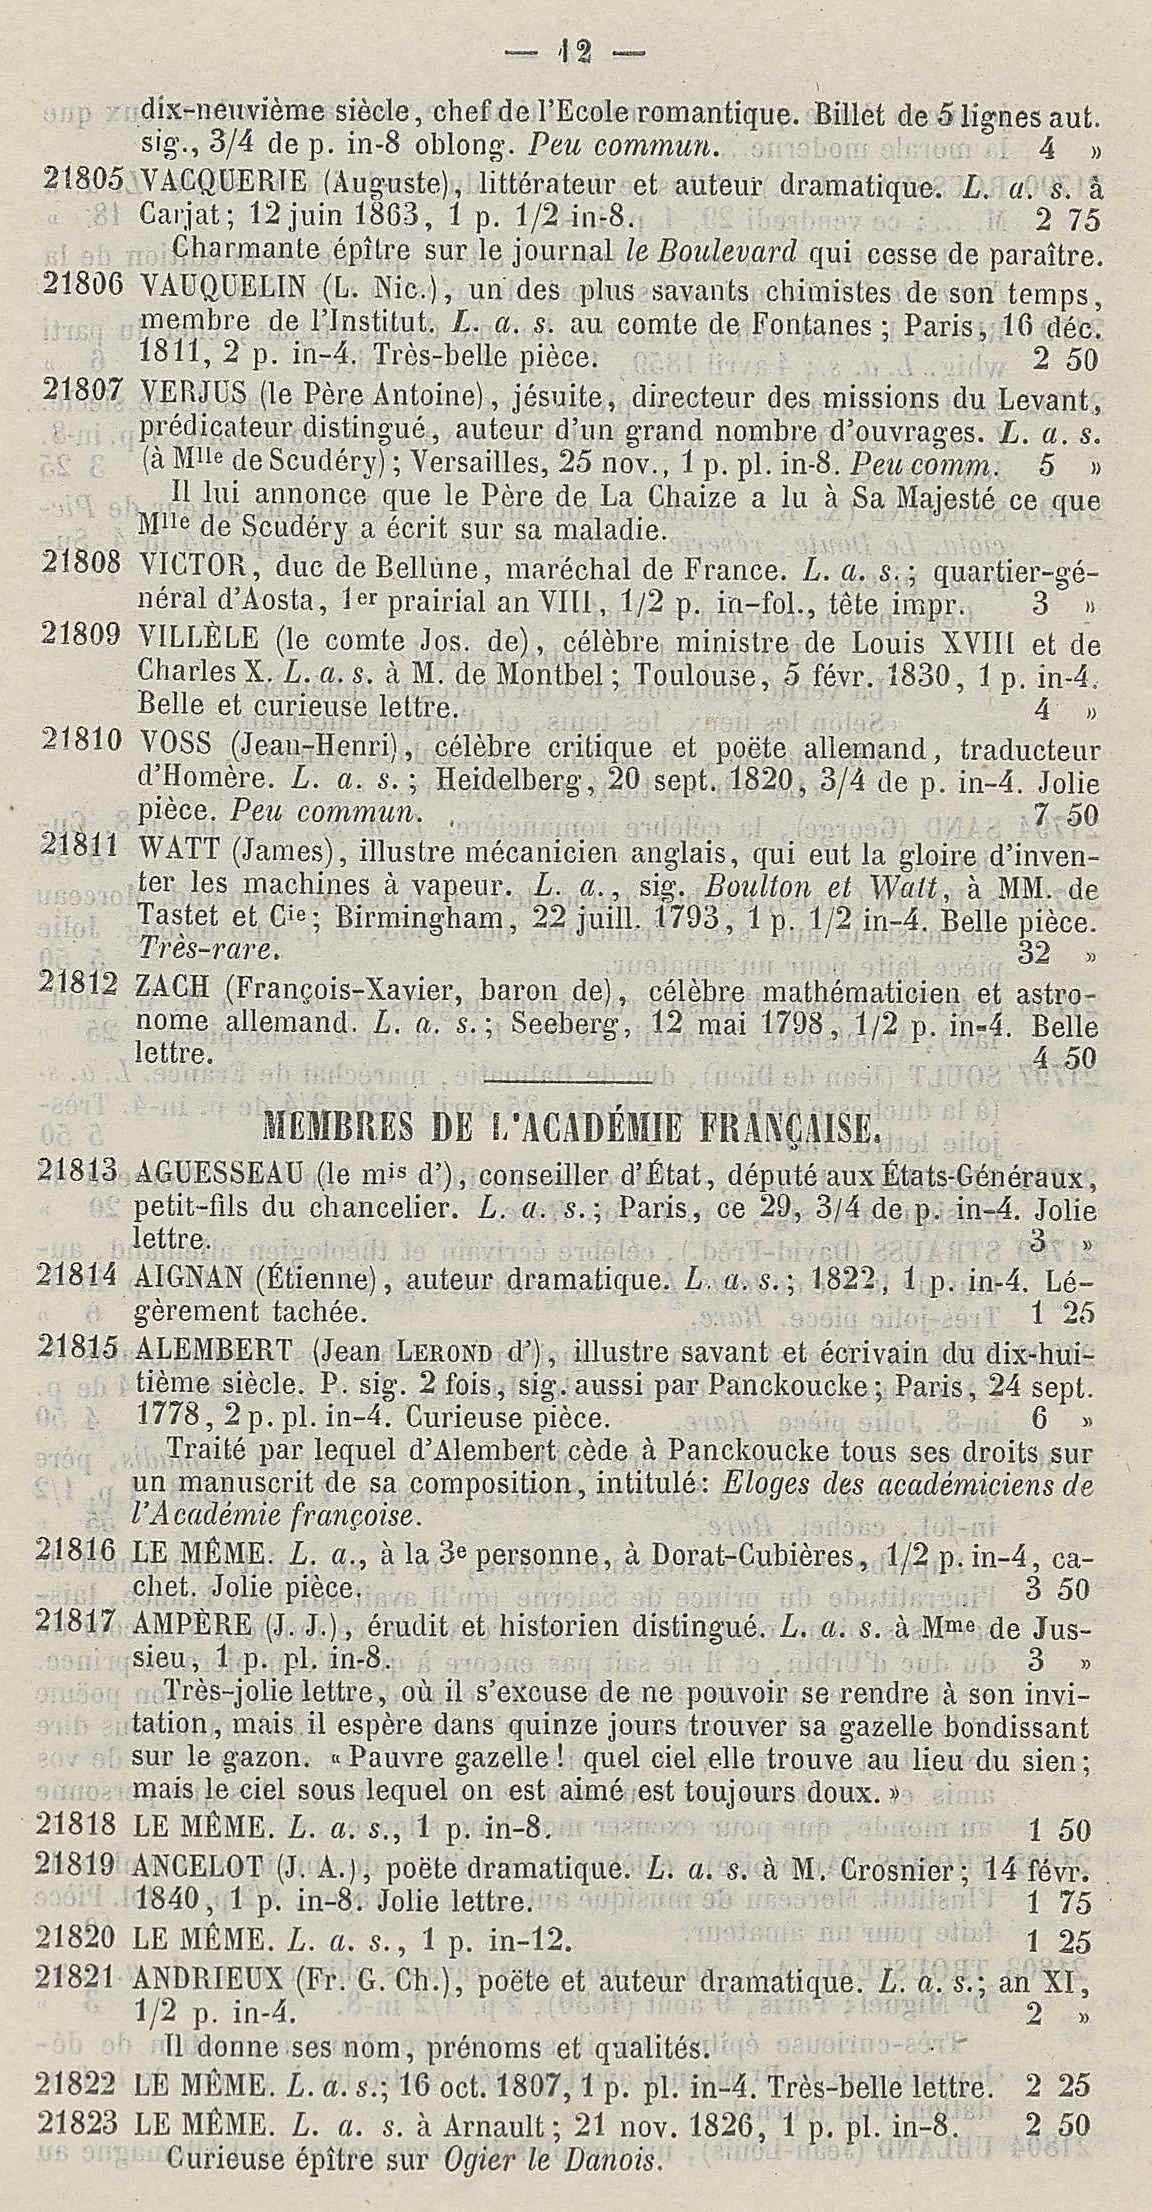 — 12 —
dix-neuvième siècle, chef de l'Ecole romantique. Billet de 5 lignes aut.
sig., 3/4 de p. in-8 oblong. Peu commun. 4 »
21805 VACQUERIE (Auguste), littérateur et auteur dramatique. L. a. s. à
Carjat; 12 juin 1863, 1 p. 1/2 in-8. 2 75
Charmante épître sur le journal le Boulevard qui cesse de paraître.
21806 VAUQUELIN (L. Nic.), un des plus savants chimistes de son temps,
membre de l'Institut. L. a. s. au comte de Fontanes; Paris, 16 déc.
1811, 2 p. in-4. Très-belle pièce. 2 50
21807 VERJUS (le Père Antoine), jésuite, directeur des missions du Levant,
prédicateur distingué, auteur d'un grand nombre d'ouvrages. L. a. s.
(à Mlle de Scudéry); Versailles, 25 nov., 1 p. pl. in-8. Peu comm. 5 »
Il lui annonce que le Père de La Chaize a lu à Sa Majesté ce que
Mlle de Scudéry a écrit sur sa maladie.
21808 VICTOR, duc de Bellune, maréchal de France. L. a. s.; quartier-gé-
néral d'Aosta, 1er prairial an VIII, 1/2 p. in-fol., tête impr. 3 »
21809 VILLÈLE (le comte Jos. de), célèbre ministre de Louis XVIII et de
Charles X. L. a. s. à M. de Montbel; Toulouse, 5 févr. 1830, 1 p. in-4.
Belle et curieuse lettre. 4 »
21810 VOSS (Jean-Henri), célèbre critique et poëte allemand, traducteur
d'Homère. L. a. s.; Heidelberg, 20 sept. 1820, 3/4 de p. in-4. Jolie
pièce. Peu commun. 7 50
21811 WATT (James), illustre mécanicien anglais, qui eut la gloire d'inven-
ter les machines à vapeur. L. a., sig. Boulton et Watt, à MM. de
Tastet et Cie; Birmingham, 22 juill. 1793, 1 p. 1/2 in-4. Belle pièce.
Très-rare. 32 »
21812 ZACH (François-Xavier, baron de), célèbre mathématicien et astro-
nome allemand. L. a. s.; Seeberg, 12 mai 1798, 1/2 p. in-4. Belle
lettre. 4 50
MEMBRES DE L'ACADÉMIE FRANÇAISE.
21813 AGUESSEAU (le mis d'), conseiller d'État, député aux États-Généraux,
petit-fils du chancelier. L. a. s.; Paris, ce 29, 3/4 de p. in-4. Jolie
lettre. 3 »
21814 AIGNAN (Étienne), auteur dramatique. L. a. s.; 1822, 1 p. in-4. Lé-
gèrement tachée. 1 25
21815 ALEMBERT (Jean LEROND d'), illustre savant et écrivain du dix-hui-
tième siècle. P. sig. 2 fois, sig. aussi par Panckoucke; Paris, 24 sept.
1778, 2 p. pl. in-4. Curieuse pièce. 6 »
Traité par lequel d'Alembert cède à Panckoucke tous ses droits sur
un manuscrit de sa composition, intitulé: Eloges des académiciens de
l'Académie françoise.
21816 LE MÊME. L. a., à la 3e personne, à Dorat-Cubières, 1/2 p. in-4, ca-
chet. Jolie pièce. 3 50
21817 AMPÈRE (J. J.), érudit et historien distingué. L. a. s. à Mme de Jus-
sieu, 1 p. pl. in-8. 3 »
Très-jolie lettre, où il s'excuse de ne pouvoir se rendre à son invi-
tation, mais il espère dans quinze jours trouver sa gazelle bondissant
sur le gazon. « Pauvre gazelle! quel ciel elle trouve au lieu du sien;
mais le ciel sous lequel on est aimé est toujours doux. »
21818 LE MÊME. L. a. s., 1 p. in-8. 1 50
21819 ANCELOT (J. A.), poëte dramatique. L. a. s. à M. Crosnier; 14 févr.
1840, 1 p. in-8. Jolie lettre. 1 75
21820 LE MÊME. L. a. s., 1 p. in-12. 1 25
21821 ANDRIEUX (Fr. G. Ch.), poëte et auteur dramatique. L. a. s.; an XI,
1/2 p. in-4. 2 »
Il donne ses nom, prénoms et qualités.
21822 LE MÊME. L. a. s.; 16 oct. 1807, 1 p. pl. in-4. Très-belle lettre. 2 25
21823 LE MÊME. L. a. s. à Arnault; 21 nov. 1826, 1 p. pl. in-8. 2 50
Curieuse épître sur Ogier le Danois.